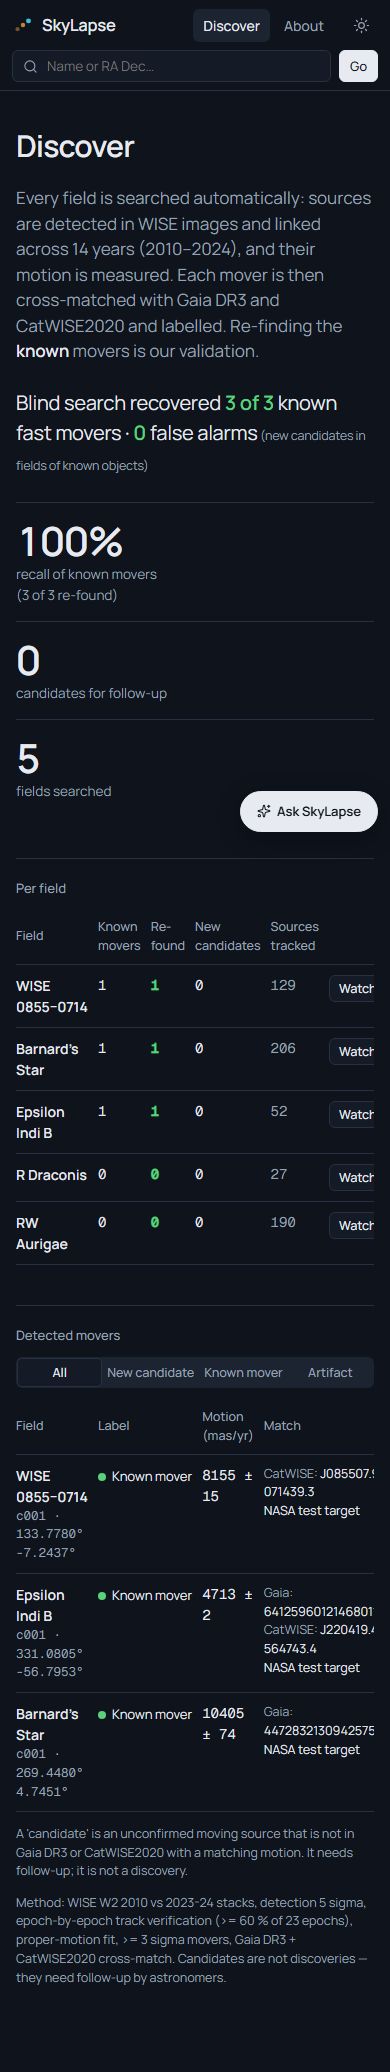 SkyLapse
Discover
About
Name or RA Dec...
Go
Discover
Every field is searched automatically: sources
are detected in WISE images and linked
across 14 years (2010–2024), and their
motion is measured. Each mover is then
cross-matched with Gaia DR3 and
CatWISE2020 and labelled. Re-finding the
known movers is our validation.
Blind search recovered 3 of 3 known
fast movers · 0 false alarms (new candidates in
fields of known objects)
100%
recall of known movers
(3 of 3 re-found)
0
candidates for follow-up
5
fields searched
Ask SkyLapse
Per field
Field Known movers Re-found New candidates Sources tracked
WISE 0855−0714 1 1 0 129 Watch
Barnard's Star 1 1 0 206 Watch
Epsilon Indi B 1 1 0 52 Watch
R Draconis 0 0 0 27 Watch
RW Aurigae 0 0 0 190 Watch
Detected movers
All New candidate Known mover Artifact
Field Label Motion (mas/yr) Match
WISE 0855−0714
c001 ·
133.7780°
-7.2437°
Known mover
8155 ± 15
CatWISE: J085507.
071439.3
NASA test target
Epsilon Indi B
c001 ·
331.0805°
-56.7953°
Known mover
4713 ± 2
Gaia:
641259601214680
CatWISE: J220419.
564743.4
NASA test target
Barnard's Star
c001 ·
269.4480°
4.7451°
Known mover
10405 ± 74
Gaia:
4472832130942575
NASA test target
A 'candidate' is an unconfirmed moving source that is not in
Gaia DR3 or CatWISE2020 with a matching motion. It needs
follow-up; it is not a discovery.
Method: WISE W2 2010 vs 2023-24 stacks, detection 5 sigma,
epoch-by-epoch track verification (>= 60 % of 23 epochs),
proper-motion fit, >= 3 sigma movers, Gaia DR3 +
CatWISE2020 cross-match. Candidates are not discoveries —
they need follow-up by astronomers.